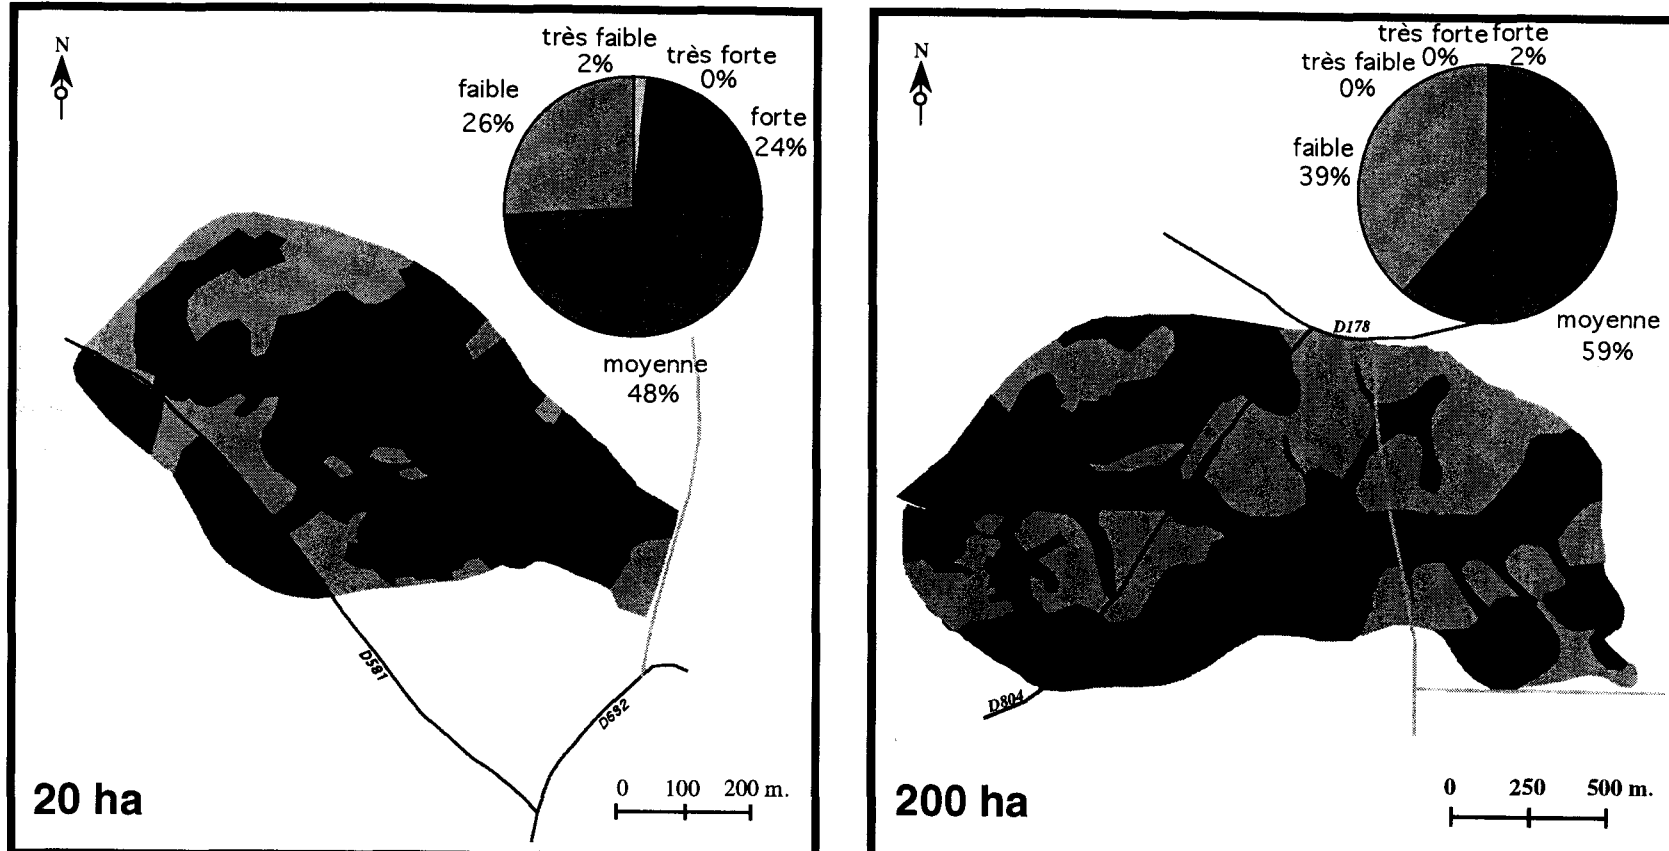 N
très faible
2%
très forte
0%
faible
26%
forte
24%
moyenne
48%
D581
D692
20 ha
0 100 200 m.
N
très forte forte
0% 2%
très faible
0%
faible
39%
moyenne
59%
D178
D804
200 ha
0 250 500 m.